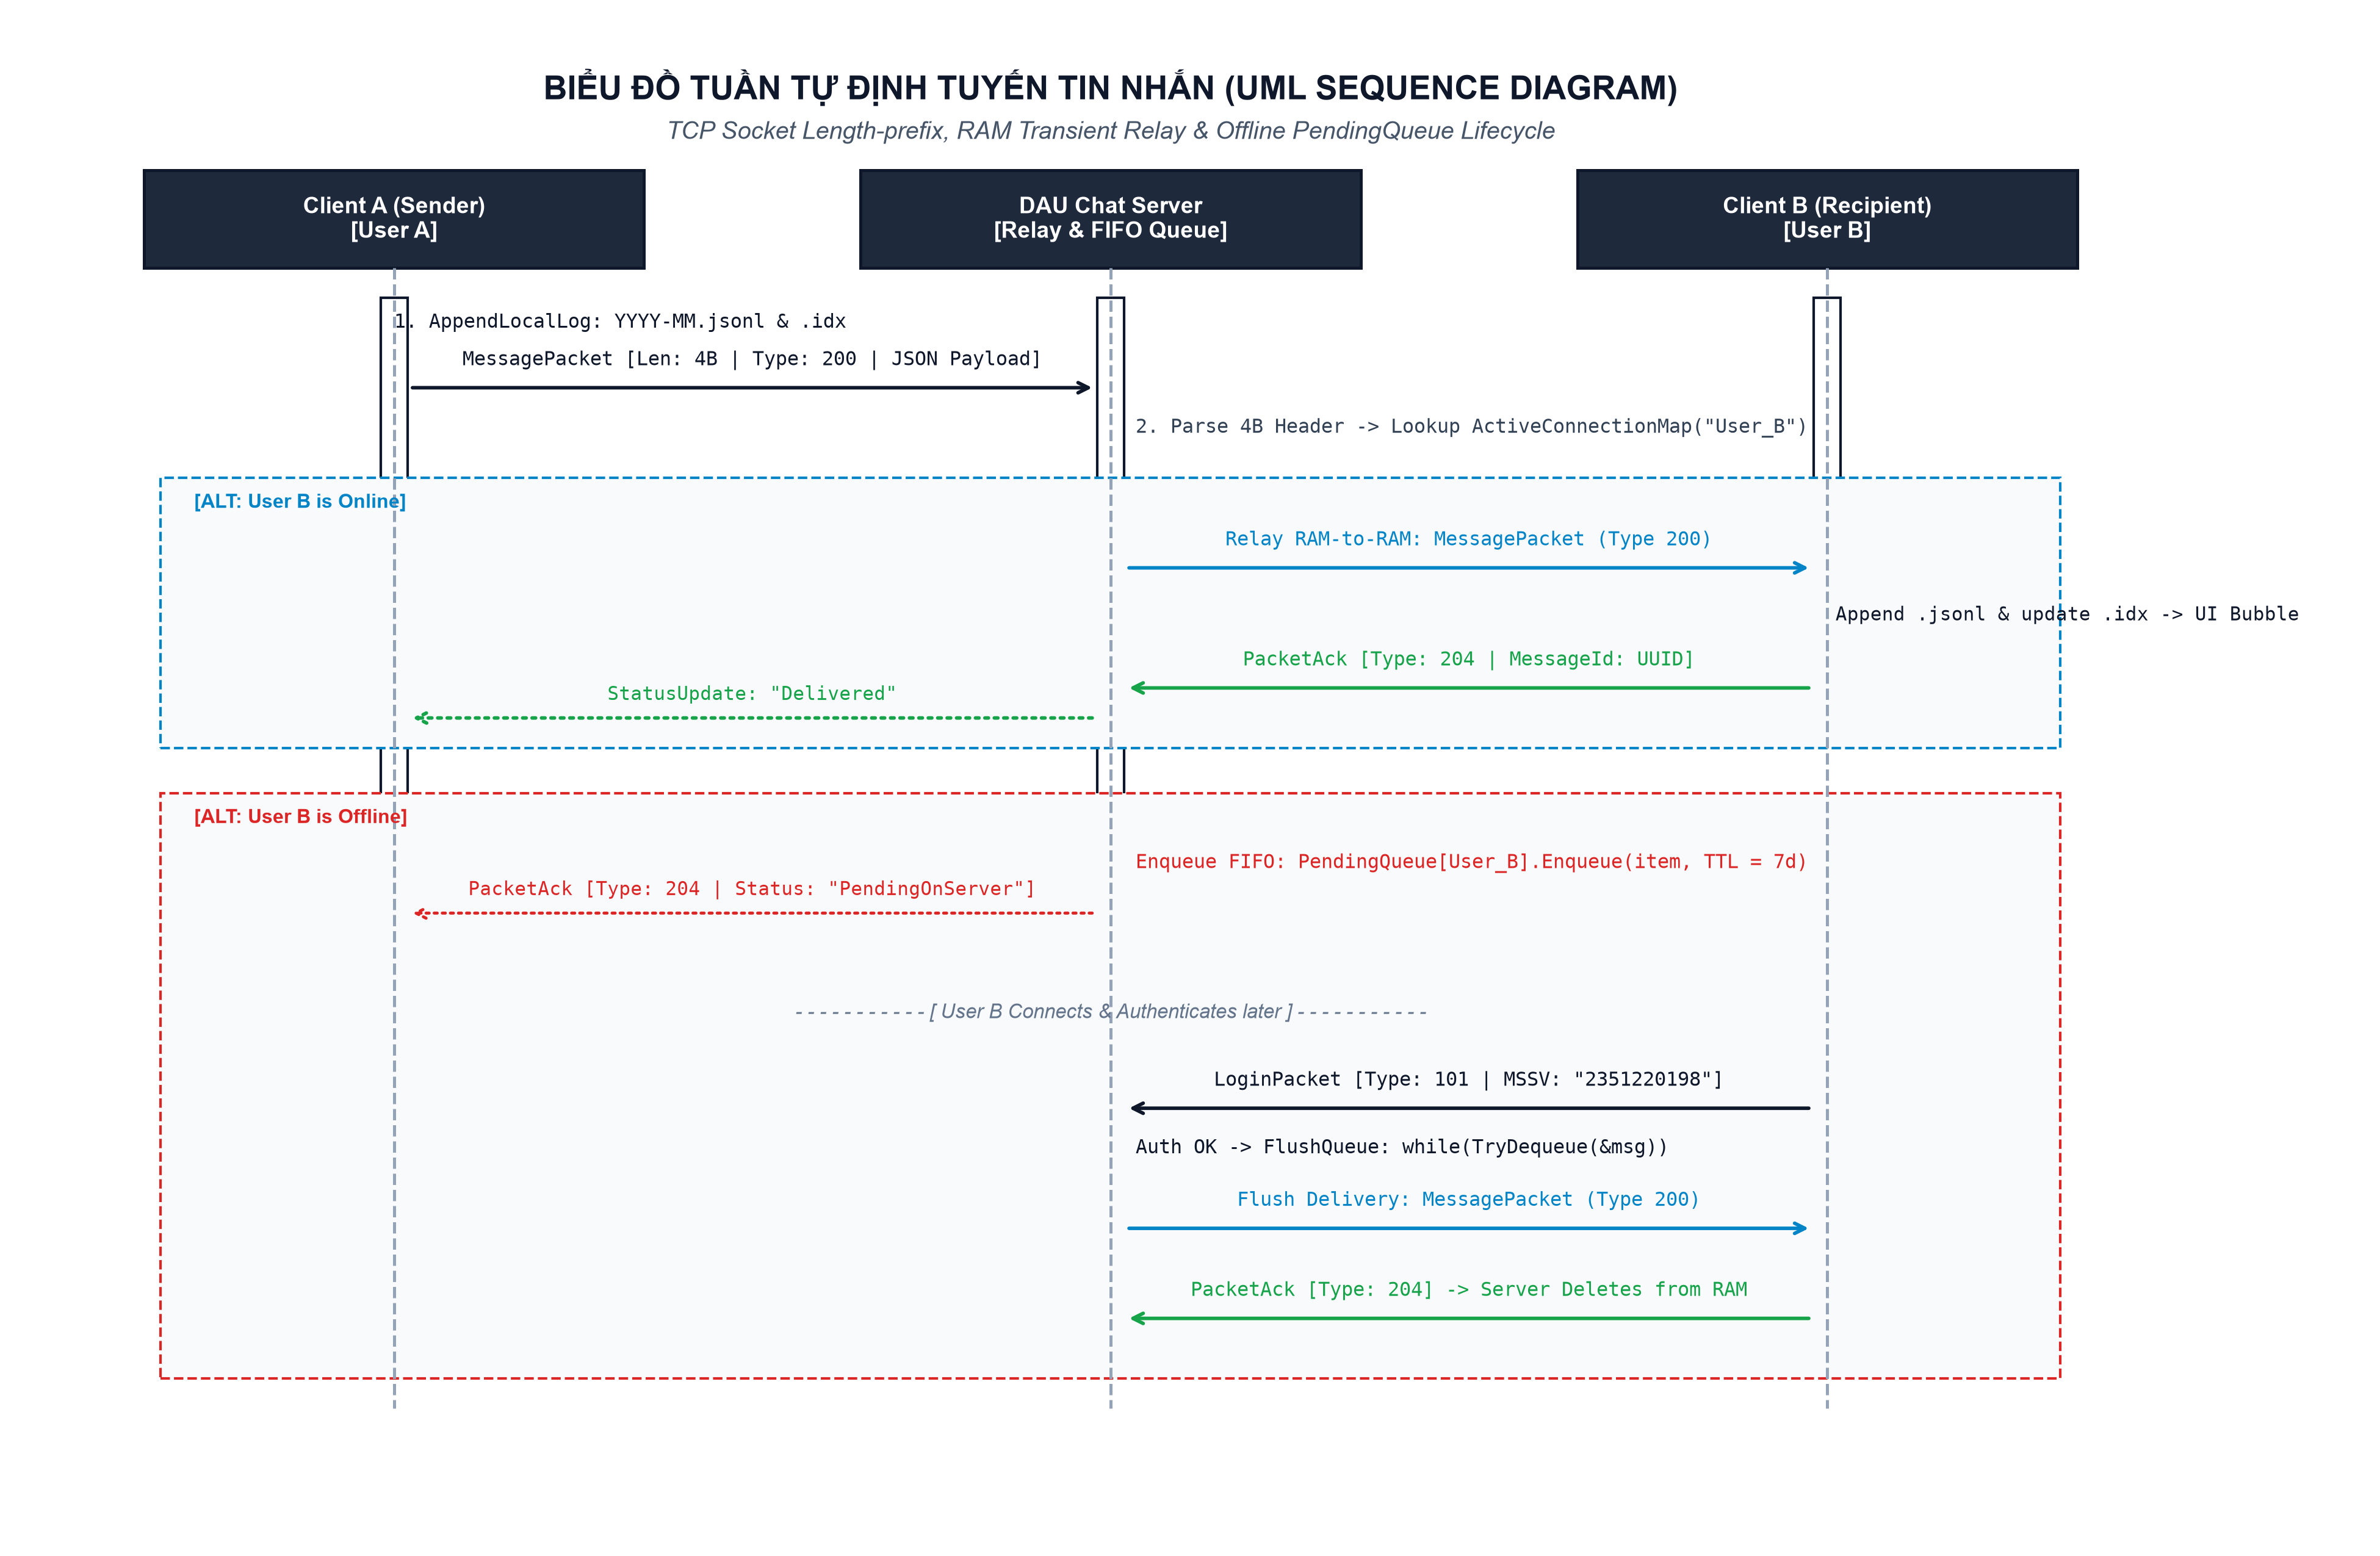 BIỂU ĐỒ TUẦN TỰ ĐỊNH TUYẾN TIN NHẮN (UML SEQUENCE DIAGRAM)
TCP Socket Length-prefix, RAM Transient Relay & Offline PendingQueue Lifecycle
Client A (Sender)
[User A]
DAU Chat Server
[Relay & FIFO Queue]
Client B (Recipient)
[User B]
1. AppendLocalLog: YYYY-MM.jsonl & .idx
MessagePacket [Len: 4B | Type: 200 | JSON Payload]
2. Parse 4B Header -> Lookup ActiveConnectionMap("User_B")
[ALT: User B is Online]
Relay RAM-to-RAM: MessagePacket (Type 200)
Append .jsonl & update .idx -> UI Bubble
PacketAck [Type: 204 | MessageId: UUID]
StatusUpdate: "Delivered"
[ALT: User B is Offline]
Enqueue FIFO: PendingQueue[User_B].Enqueue(item, TTL = 7d)
PacketAck [Type: 204 | Status: "PendingOnServer"]
- - - - - - - - - - - [ User B Connects & Authenticates later ] - - - - - - - - - - -
LoginPacket [Type: 101 | MSSV: "2351220198"]
Auth OK -> FlushQueue: while(TryDequeue(&msg))
Flush Delivery: MessagePacket (Type 200)
PacketAck [Type: 204] -> Server Deletes from RAM